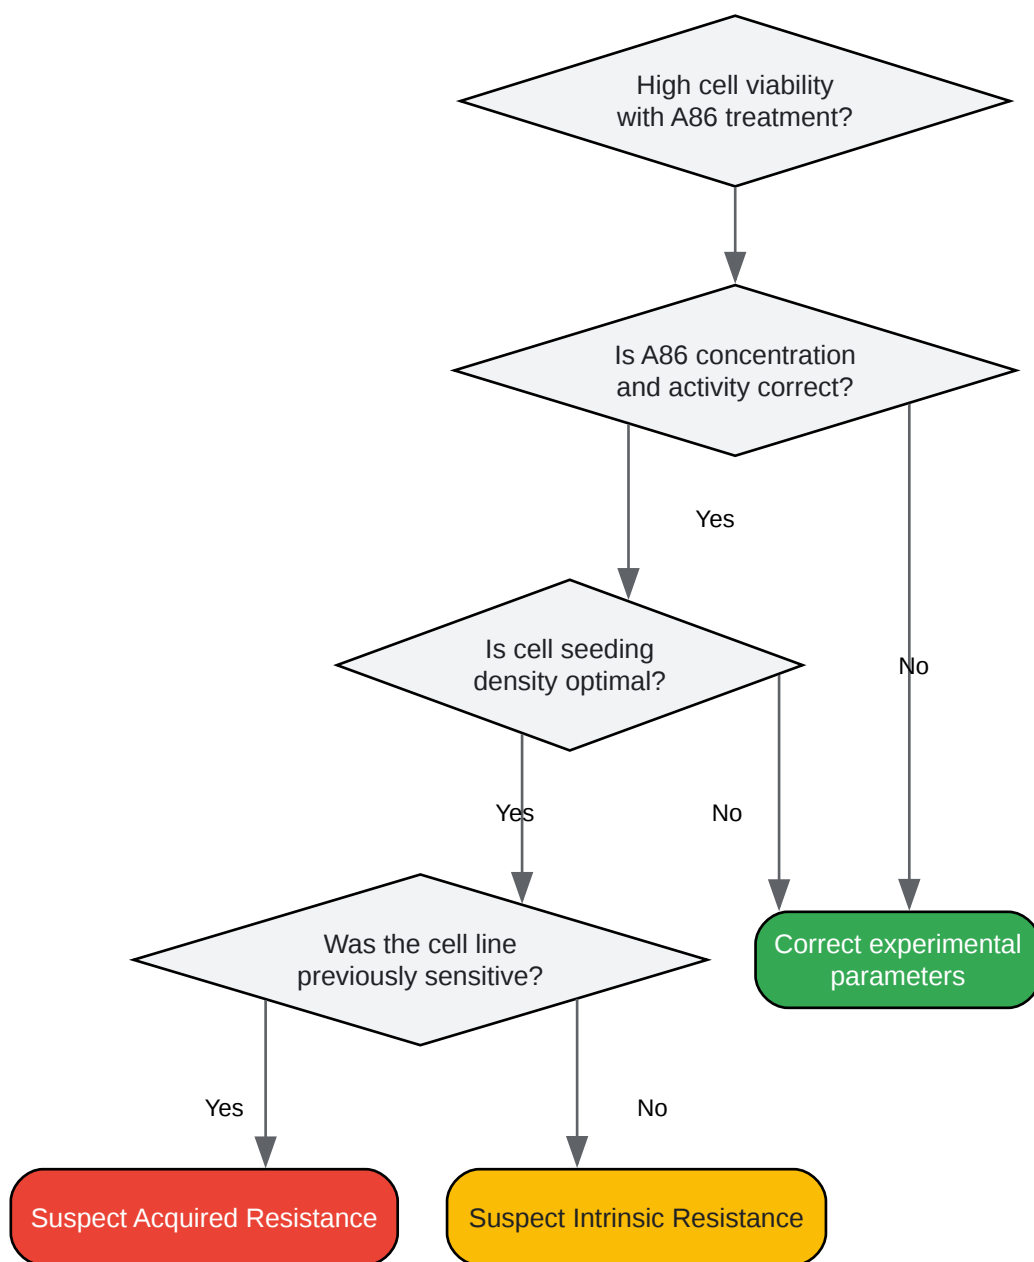 High cell viability
with A86 treatment?
Is A86 concentration
and activity correct?
Yes
Is cell seeding
density optimal?
No
Yes
No
Was the cell line
previously sensitive?
Correct experimental
parameters
Yes
No
Suspect Acquired Resistance
Suspect Intrinsic Resistance